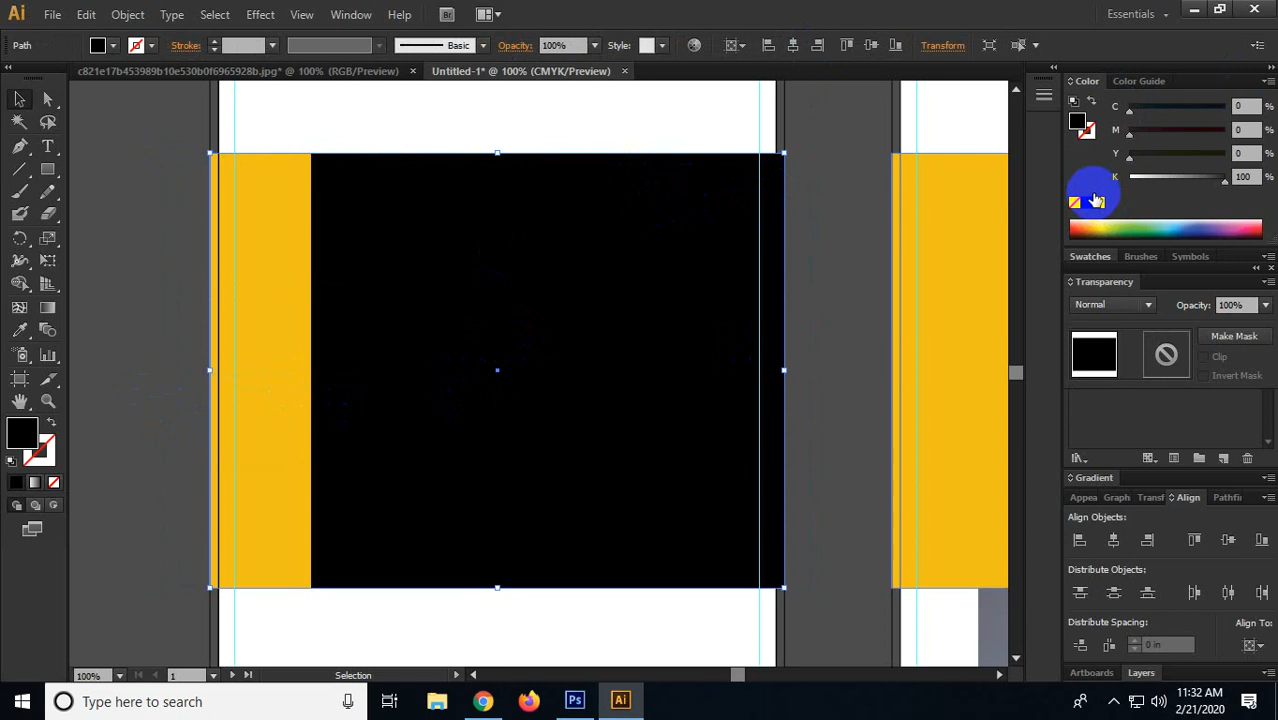 Ai File Edit Object Type Select Effect View Window Help Br Essentials
Path Stroke: Basic Opacity: 100% Style: Transform
c821e17b453989b10e530b0f6965928b.jpg* @ 100% (RGB/Preview) × Untitled-1* @ 100% (CMYK/Preview) ×
Color Color Guide
C 0 %
M 0 %
Y 0 %
K 100 %
Swatches Brushes Symbols
Transparency
Normal Opacity: 100%
Make Mask
Clip
Invert Mask
Gradient
Appea Graph Transf Align Pathfin
Align Objects:
Distribute Objects:
Distribute Spacing: Align To:
0 in
Artboards Layers
100% 1 Selection
Type here to search Ps Ai 11:32 AM
2/21/2020